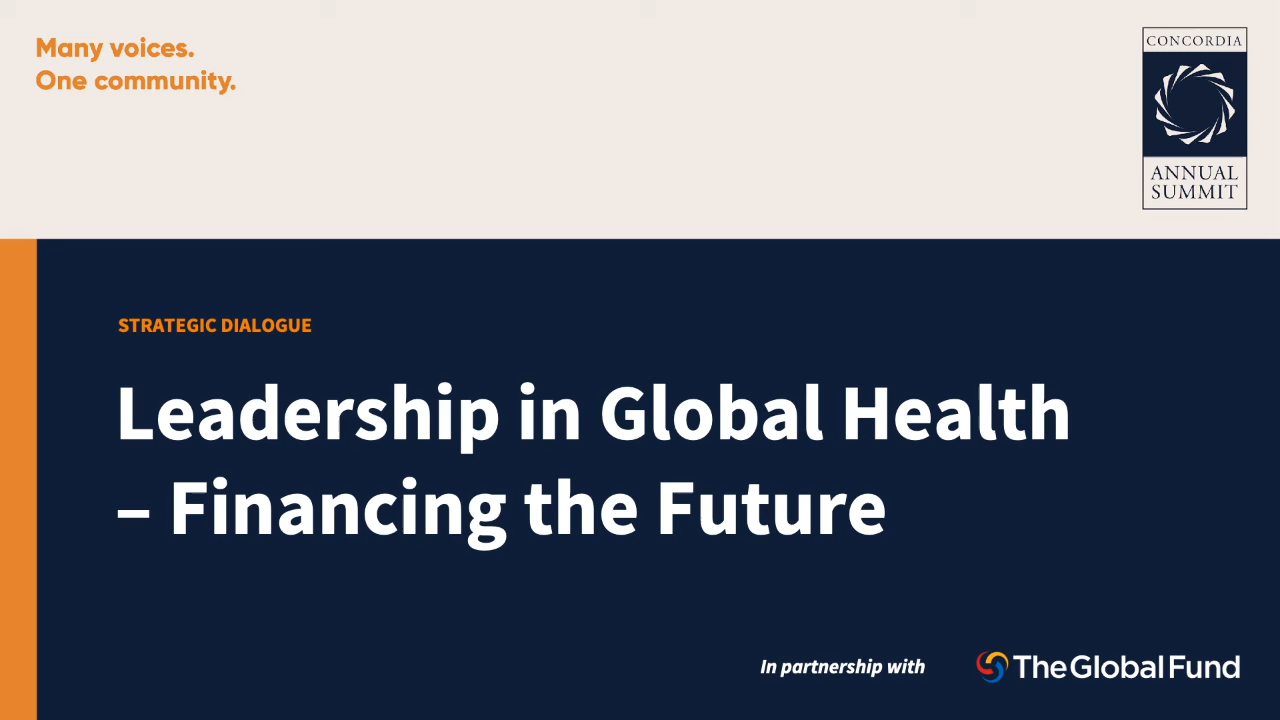 Many voices.
One community.
CONCORDIA
ANNUAL
SUMMIT
STRATEGIC DIALOGUE
Leadership in Global Health
– Financing the Future
In partnership with
The Global Fund